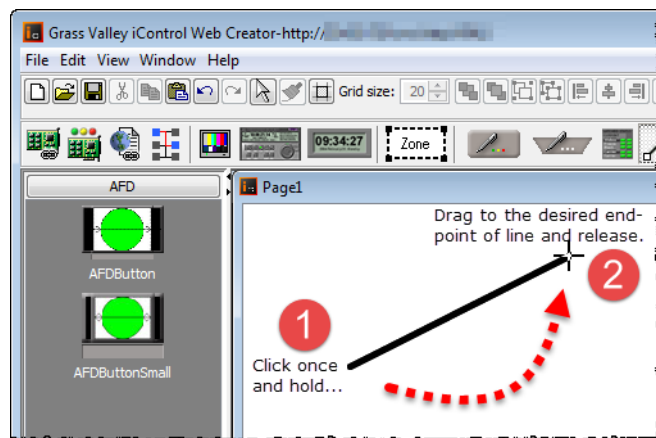 Grass Valley iControl Web Creator-http://
File Edit View Window Help
Grid size: 20
09:34:27
Zone
AFD
Page1
Drag to the desired end-
point of line and release.
AFDButton
1
2
Click once
and hold...
AFDButtonSmall